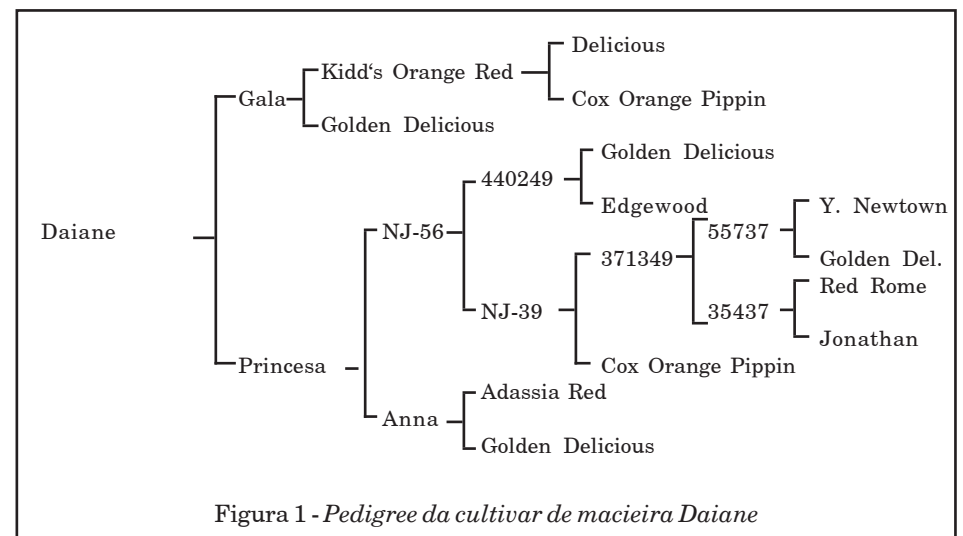 Delicious
Kidd‘s Orange Red
Gala
Cox Orange Pippin
Golden Delicious
Golden Delicious
440249
Edgewood
Y. Newtown
Daiane
NJ-56
55737
371349
Golden Del.
Red Rome
NJ-39
35437
Jonathan
Princesa
Cox Orange Pippin
Adassia Red
Anna
Golden Delicious
Figura 1 - Pedigree da cultivar de macieira Daiane